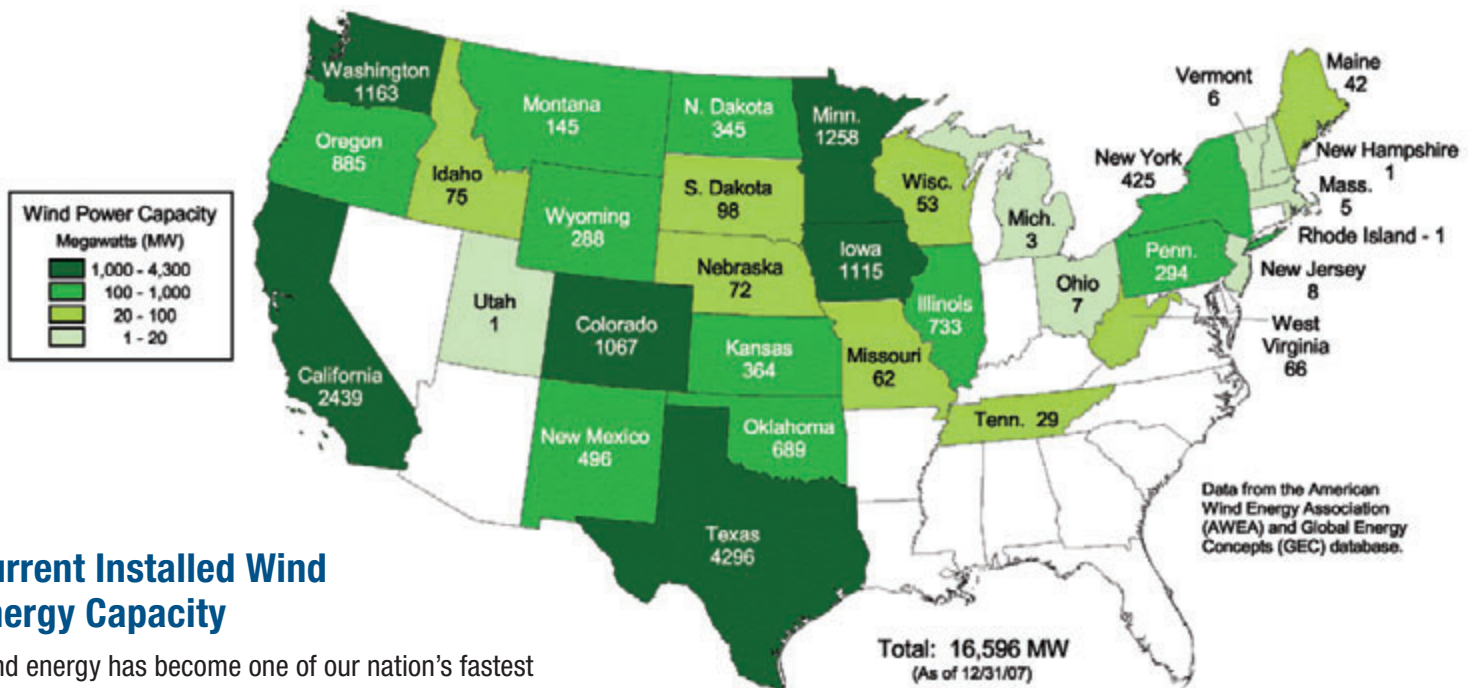 Washington
1163
Oregon
885
California
2439
Idaho
75
Montana
145
Wyoming
288
Utah
1
Colorado
1067
New Mexico
496
N. Dakota
345
S. Dakota
98
Nebraska
72
Kansas
364
Oklahoma
689
Texas
4296
Minn.
1258
Iowa
1115
Missouri
62
Wisc.
53
Illinois
733
Mich.
3
Ohio
7
Tenn. 29
West
Virginia
66
Penn.
294
New York
425
Vermont
6
Maine
42
New Hampshire
1
Mass.
5
Rhode Island - 1
New Jersey
8
Wind Power Capacity
Megawatts (MW)
1,000 - 4,300
100 - 1,000
20 - 100
1 - 20
Data from the American
Wind Energy Association
(AWEA) and Global Energy
Concepts (GEC) database.
Total: 16,596 MW
(As of 12/31/07)
urrent Installed Wind
ergy Capacity
nd energy has become one of our nation's fastest